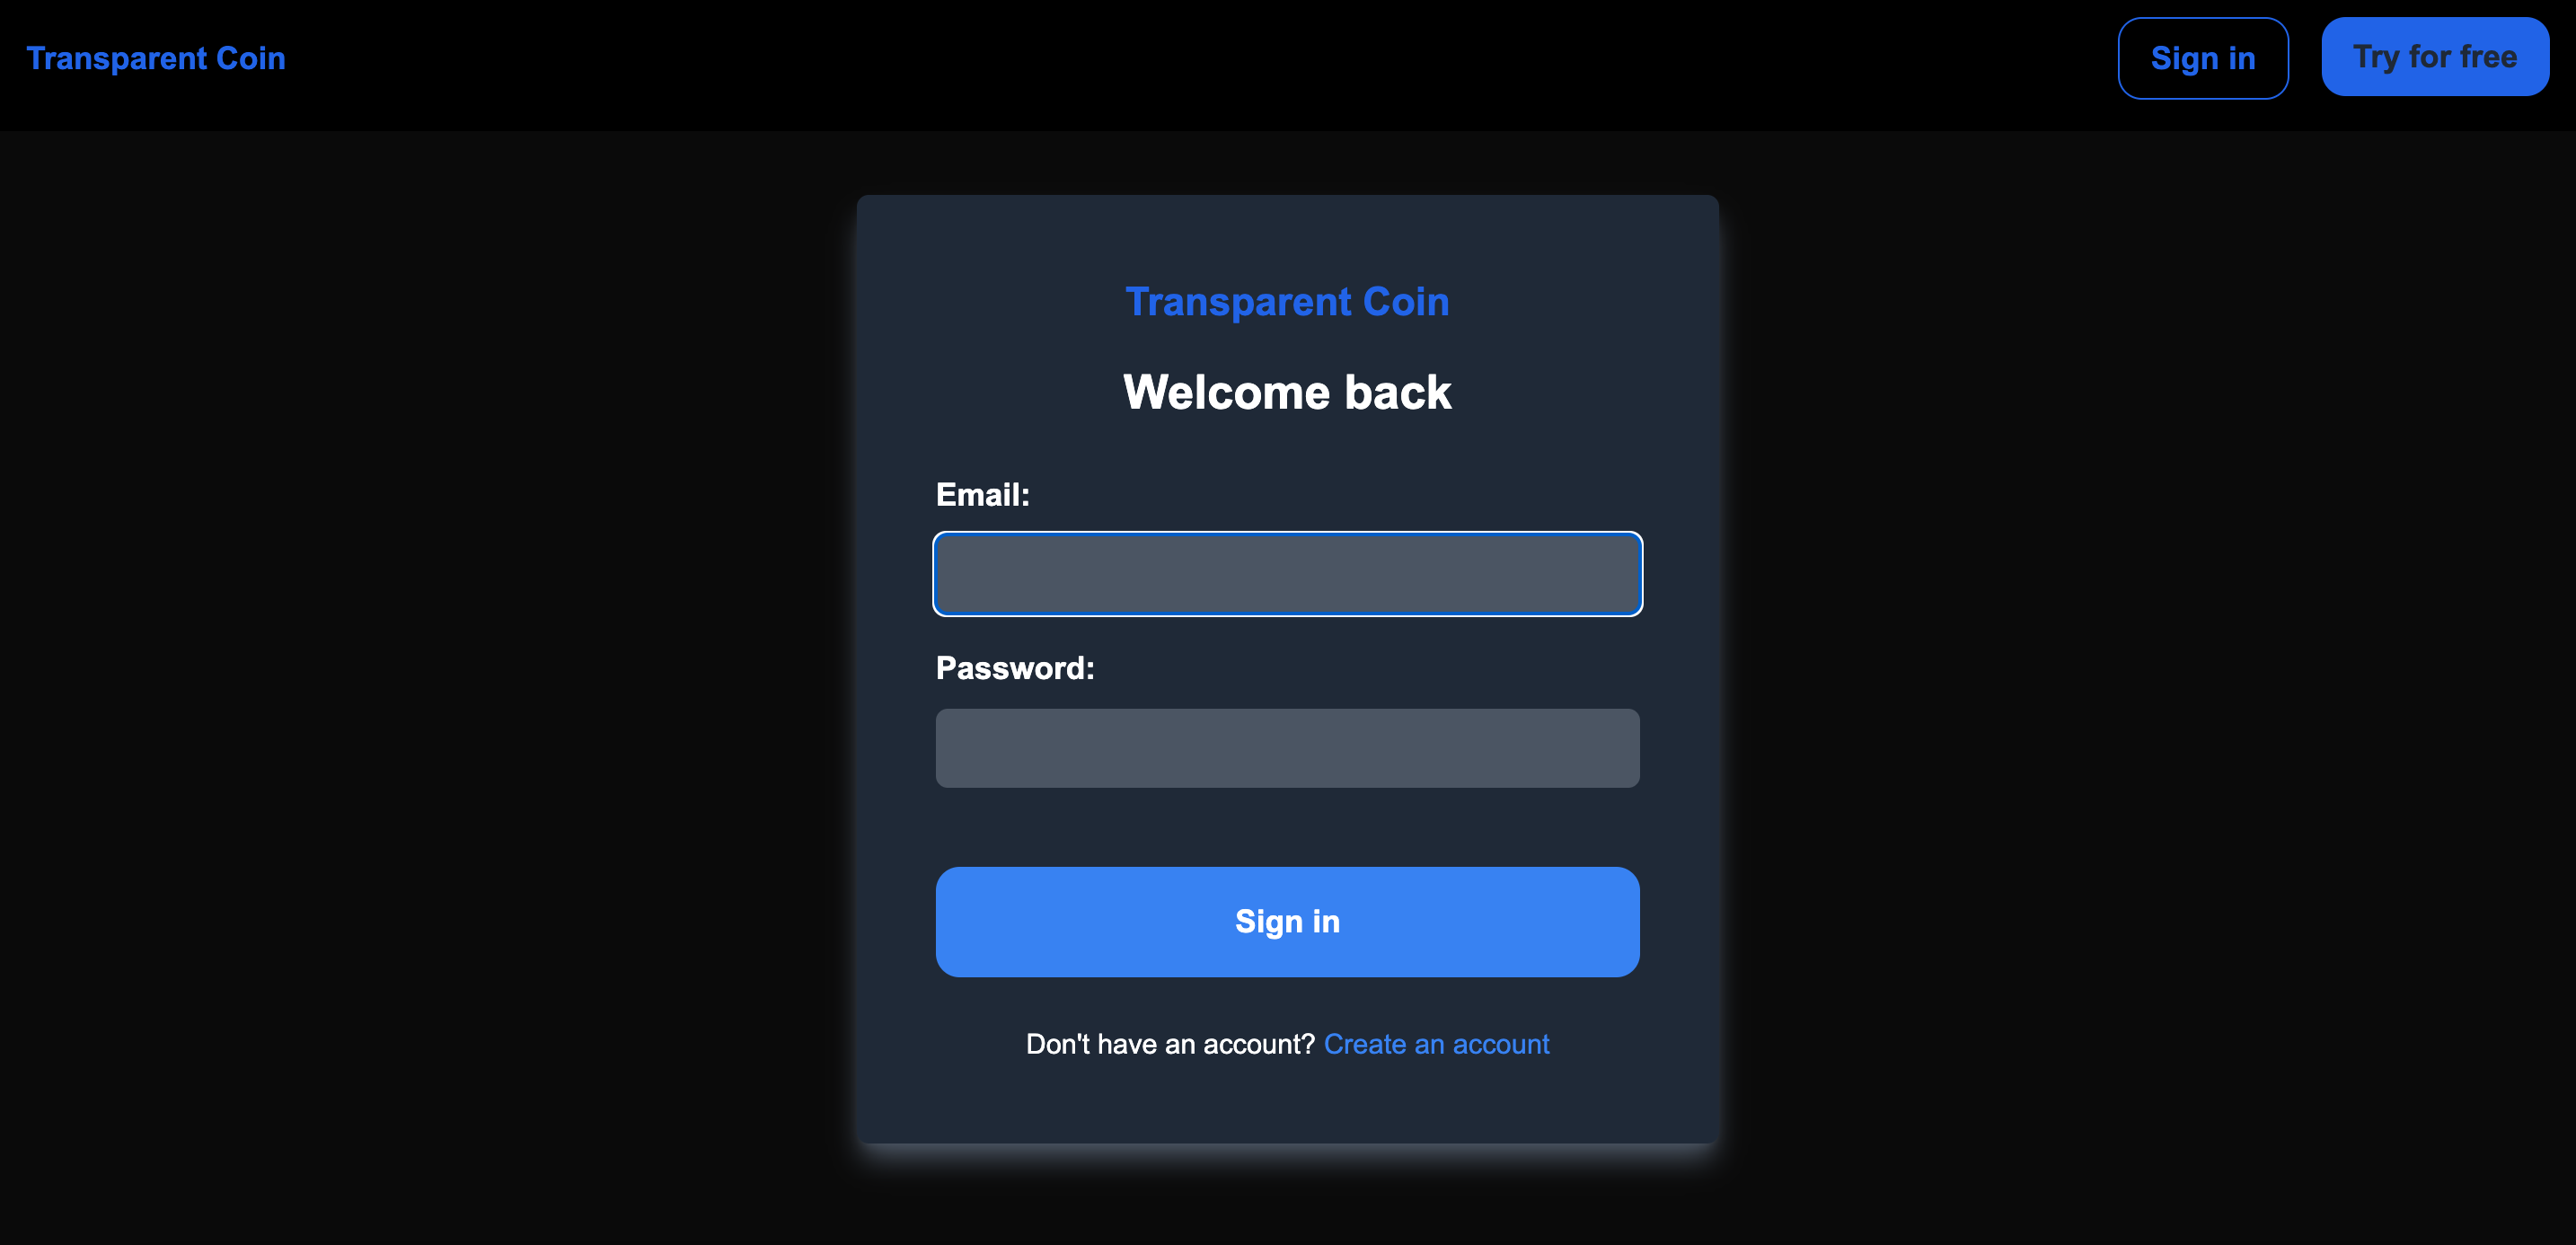 Transparent Coin
Sign in
Try for free
Transparent Coin
Welcome back
Email:
Password:
Sign in
Don't have an account? Create an account